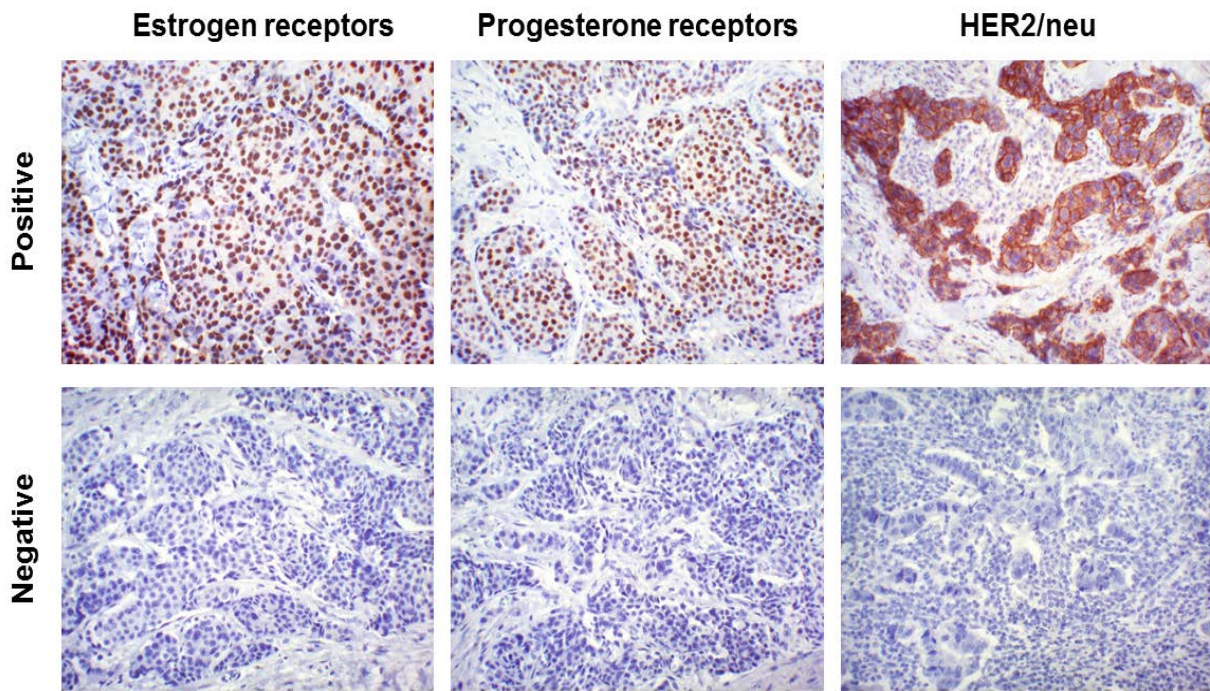 Estrogen receptors
Progesterone receptors
HER2/neu
Positive
Negative